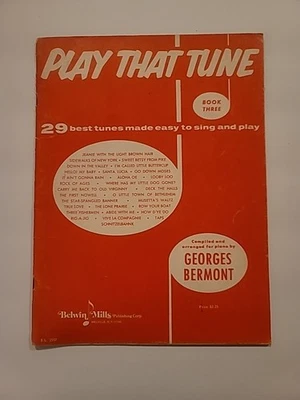 PLAY THAT TUNE
BOOK
THREE
29 best tunes made easy to sing and play
JEANIE WITH THE LIGHT BROWN HAIR
SIDEWALKS OF NEW YORK • SWEET BETSY FROM PIKE
DOWN IN THE VALLEY • I'M CALLED LITTLE BUTTERCUP
HELLO MY BABY • SANTA LUCIA • GO DOWN MOSES
IT AIN'T GONNA RAIN • ALOHA OE • LOOBY LOO
ROCK OF AGES • WHERE HAS MY LITTLE DOG GONE?
CARRY ME BACK TO OLD VIRGINNY • DECK THE HALLS
THE FIRST NOWELL • O LITTLE TOWN OF BETHLEHEM
THE STAR-SPANGLED BANNER • MUSETTA'S WALTZ
TRUE LOVE • THE LONE PRAIRIE • ROW YOUR BOAT
THREE FISHERMEN • ABIDE WITH ME • HOW D'YE DO
RIG-A-JIG • VIVE LA COMPAGNIE • TAPS
SCHNITZELBANK
Compiled and
arranged for piano by
GEORGES
BERMONT
Belwin Mills Publishing Corp.